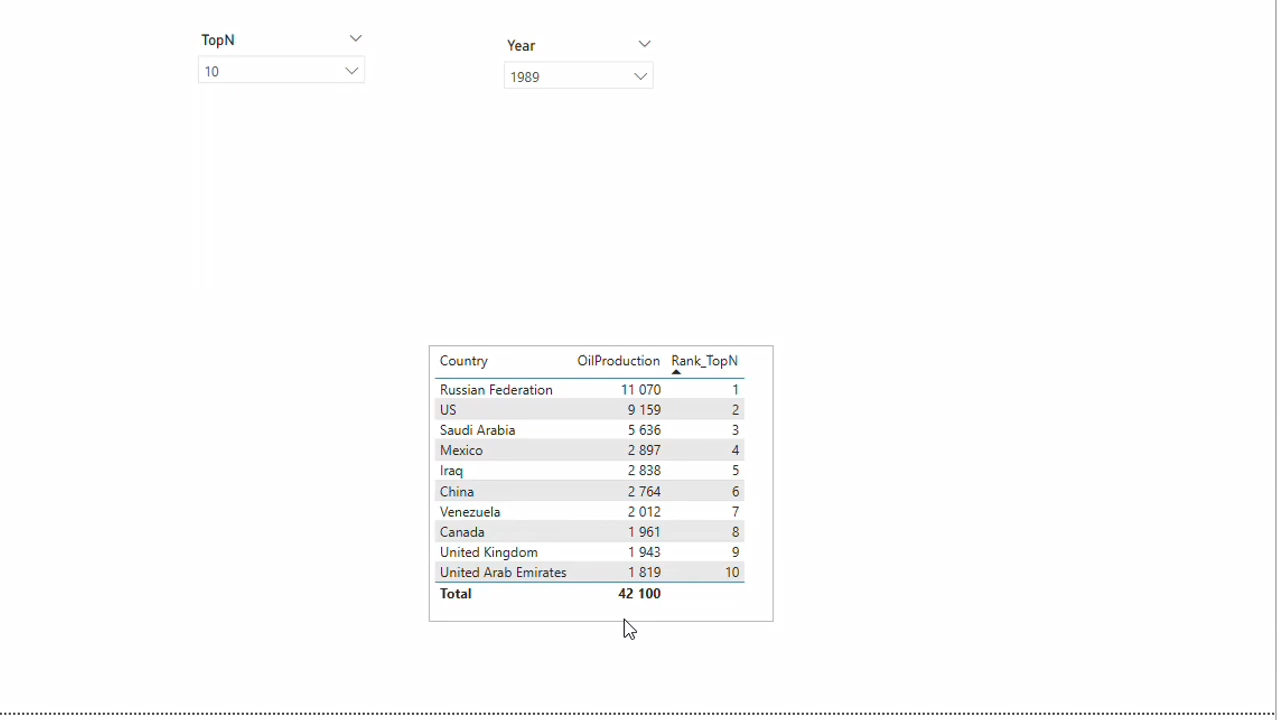 TopN
10
Year
1989
Country OilProduction Rank_TopN
Russian Federation 11 070 1
US 9 159 2
Saudi Arabia 5 636 3
Mexico 2 897 4
Iraq 2 838 5
China 2 764 6
Venezuela 2 012 7
Canada 1 961 8
United Kingdom 1 943 9
United Arab Emirates 1 819 10
Total 42 100